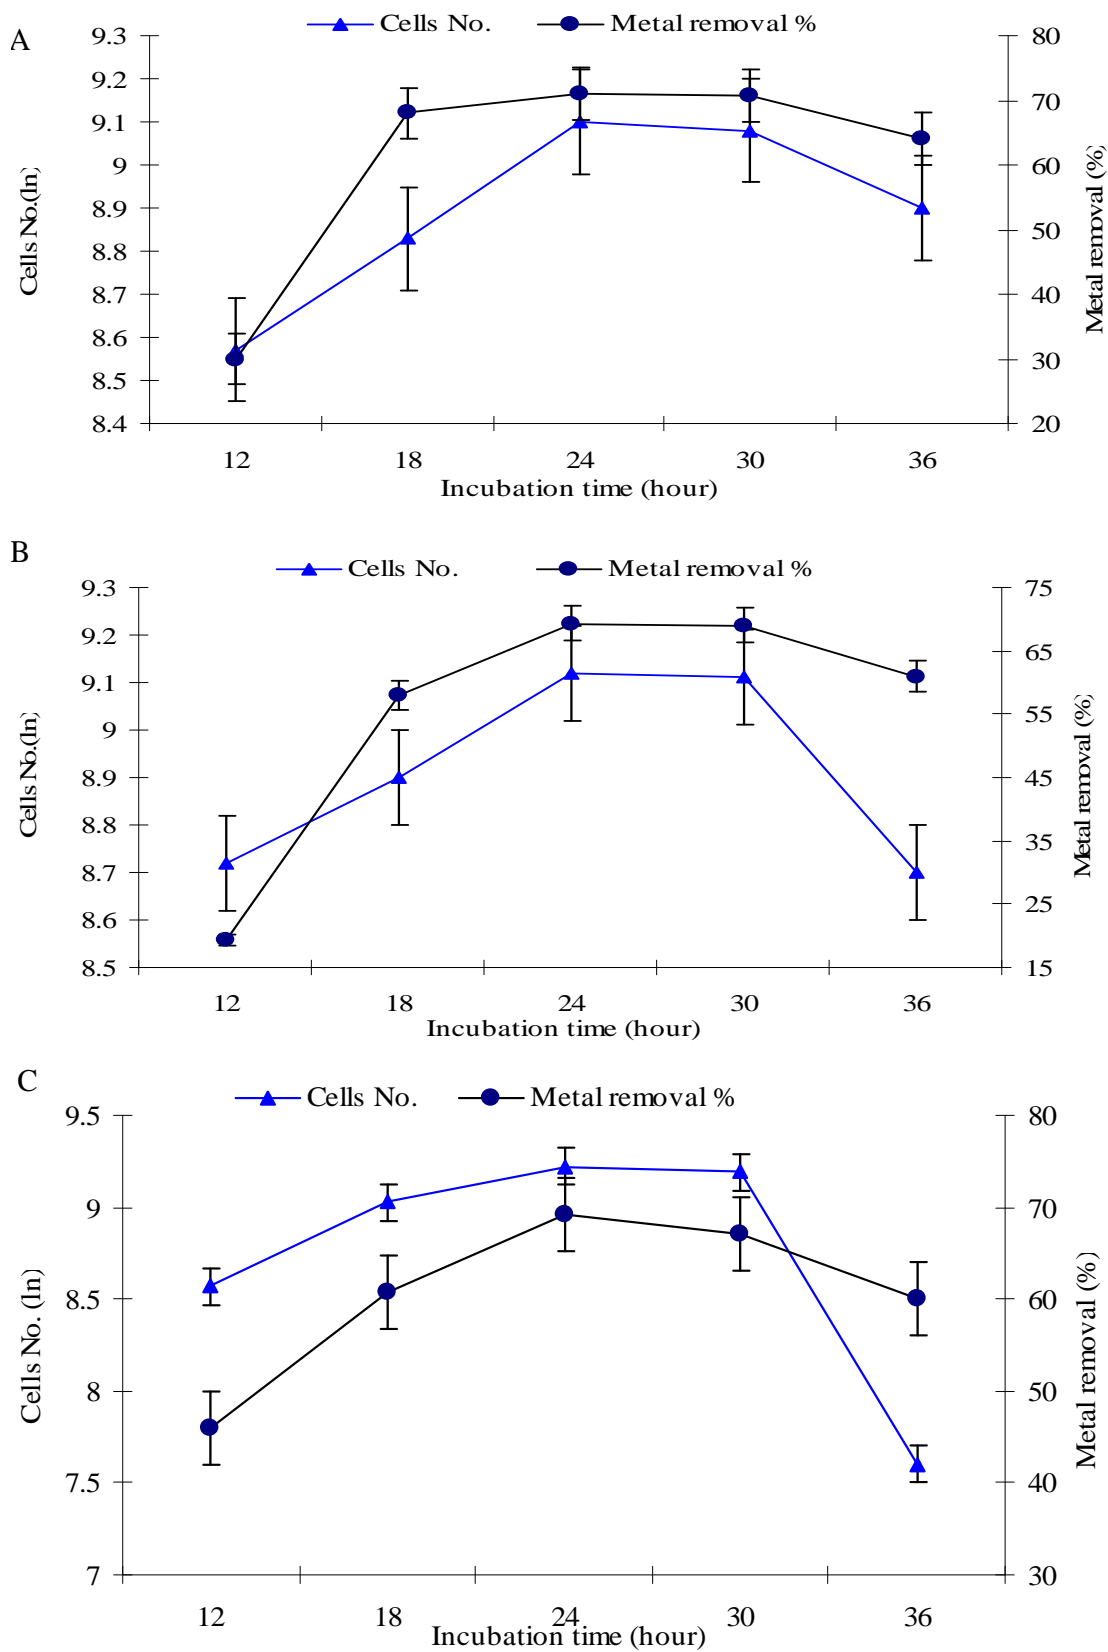 A
Cells No. Metal removal %
9.3 80
9.2 70
9.1
9 60
8.9 50
8.8
8.7 40
8.6 30
8.5
8.4 20
Cells No.(ln)
Metal removal (%)
12 18 24 30 36
Incubation time (hour)
B
Cells No. Metal removal %
9.3 75
9.2 65
9.1 55
9
8.9 45
8.8 35
8.7 25
8.6
8.5 15
Cells No.(ln)
Metal removal (%)
12 18 24 30 36
Incubation time (hour)
C
Cells No. Metal removal %
9.5 80
9 70
8.5 60
8 50
7.5 40
7 30
Cells No. (ln)
Metal removal (%)
12 18 24 30 36
Incubation time (hour)